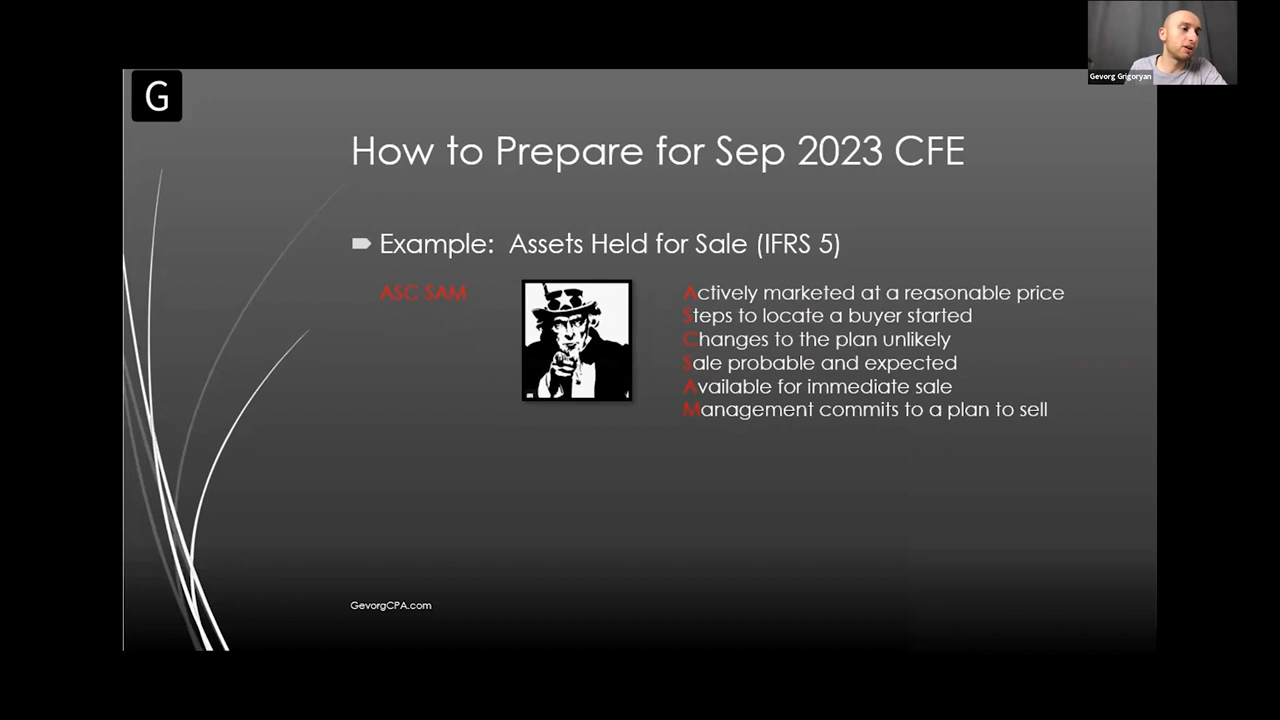 Gevorg Grigoryan
G
How to Prepare for Sep 2023 CFE
Example: Assets Held for Sale (IFRS 5)
ASC SAM
Actively marketed at a reasonable price
Steps to locate a buyer started
Changes to the plan unlikely
Sale probable and expected
Available for immediate sale
Management commits to a plan to sell
GevorgCPA.com